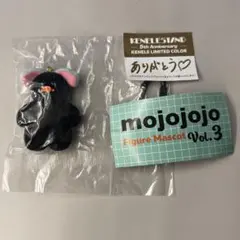 KENELESTAND
5th Anniversary
KENELE LIMITED COLOR
ありがとう♡
mojojojo
Figure Mascot
Vol.3